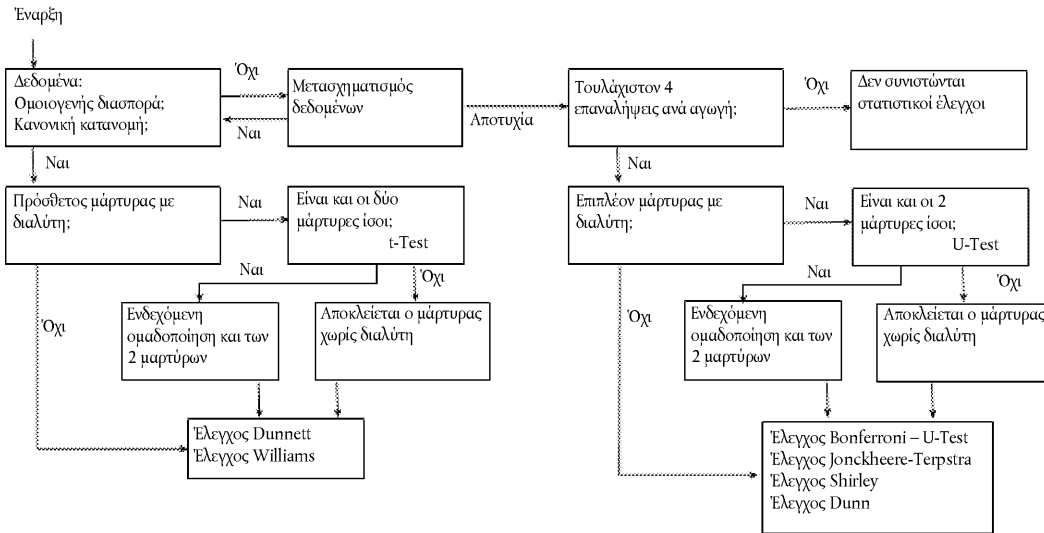 Έναρξη
Δεδομένα:
Ομοιογενής διασπορά;
Κανονική κατανομή;
Όχι
Ναι
Μετασχηματισμός
δεδομένων
Αποτυχία
Τουλάχιστον 4
επαναλήψεις ανά αγωγή;
Όχι
Δεν συνιστώνται
στατιστικοί έλεγχοι
Ναι
Ναι
Πρόσθετος μάρτυρας με
διαλύτη;
Ναι
Είναι και οι δύο
μάρτυρες ίσοι;
t-Test
Επιπλέον μάρτυρας με
διαλύτη;
Ναι
Είναι και οι 2
μάρτυρες ίσοι;
U-Test
Ναι
Όχι
Ναι
Όχι
Όχι
Ενδεχόμενη
ομαδοποίηση και των
2 μαρτύρων
Αποκλείεται ο μάρτυρας
χωρίς διαλύτη
Όχι
Ενδεχόμενη
ομαδοποίηση και των
2 μαρτύρων
Αποκλείεται ο μάρτυρας
χωρίς διαλύτη
Έλεγχος Dunnett
Έλεγχος Williams
Έλεγχος Bonferroni – U-Test
Έλεγχος Jonckheere-Terpstra
Έλεγχος Shirley
Έλεγχος Dunn